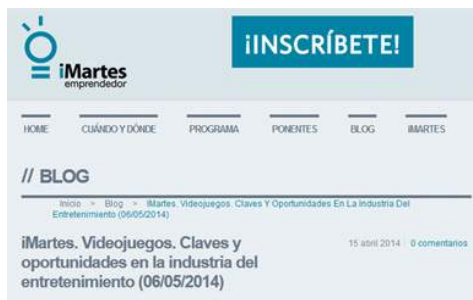 iMartes
emprendedor
¡INSCRÍBETE!
HOME CUÁNDO Y DÓNDE PROGRAMA PONENTES BLOG IMARTES
// BLOG
Inicio > Blog > IMartes. Videojuegos. Claves Y Oportunidades En La Industria Del
Entretenimiento (06/05/2014)
iMartes. Videojuegos. Claves y
oportunidades en la industria del
entretenimiento (06/05/2014)
15 abril 2014 0 comentarios